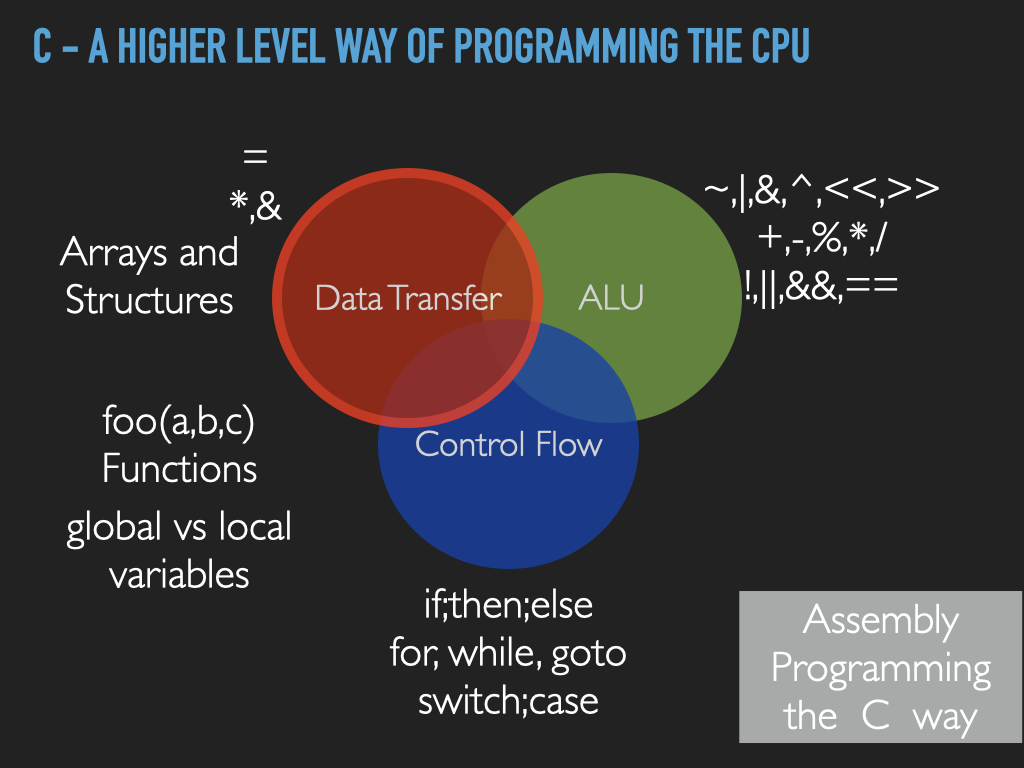 C - A HIGHER LEVEL WAY OF PROGRAMMING THE CPU
=
*,&
Arrays and
Structures
Data Transfer
ALU
~,|,&,^,<<,>>
+,-,%,*,/
!,||,&&,==
foo(a,b,c)
Functions
global vs local
variables
Control Flow
if;then;else
for, while, goto
switch;case
Assembly
Programming
the C way